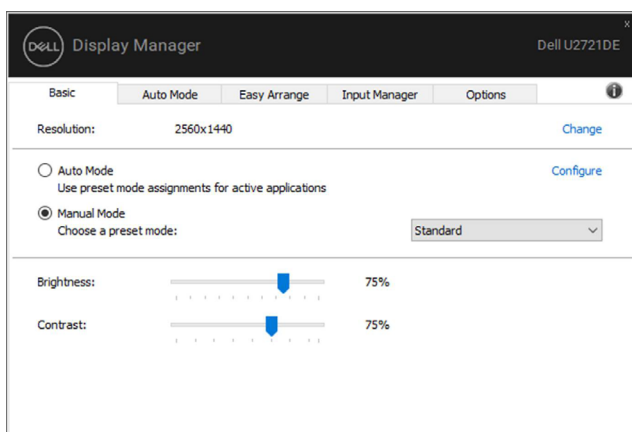 x
DELL Display Manager Dell U2721DE
Basic Auto Mode Easy Arrange Input Manager Options i
Resolution: 2560x1440 Change
Auto Mode Configure
Use preset mode assignments for active applications
Manual Mode
Choose a preset mode: Standard
Brightness: 75%
Contrast: 75%